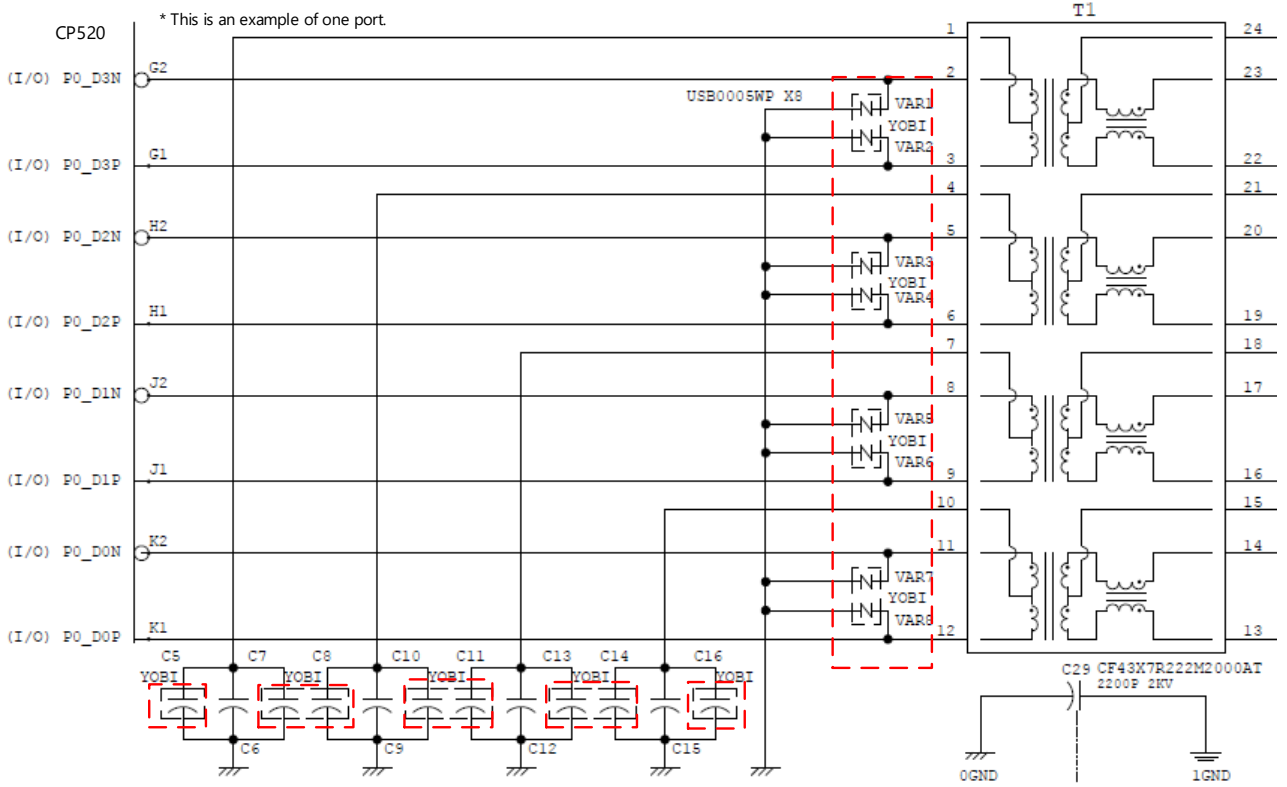 * This is an example of one port.
CP520
T1
1
24
(I/O) P0_D3N
G2
2
23
USB0005WP X8
VAR1
YOBI
VAR2
(I/O) P0_D3P
G1
3
22
4
21
(I/O) P0_D2N
H2
5
20
VAR3
YOBI
VAR4
(I/O) P0_D2P
H1
6
19
7
18
(I/O) P0_D1N
J2
8
17
VAR5
YOBI
VAR6
(I/O) P0_D1P
J1
9
16
10
15
(I/O) P0_D0N
K2
11
14
VAR7
YOBI
VAR8
(I/O) P0_D0P
K1
12
13
C5 C7 C8 C10 C11 C13 C14 C16
YOBI YOBI YOBI YOBI YOBI
C6 C9 C12 C15
C29 CF43X7R222M2000AT
2200P 2KV
0GND
1GND